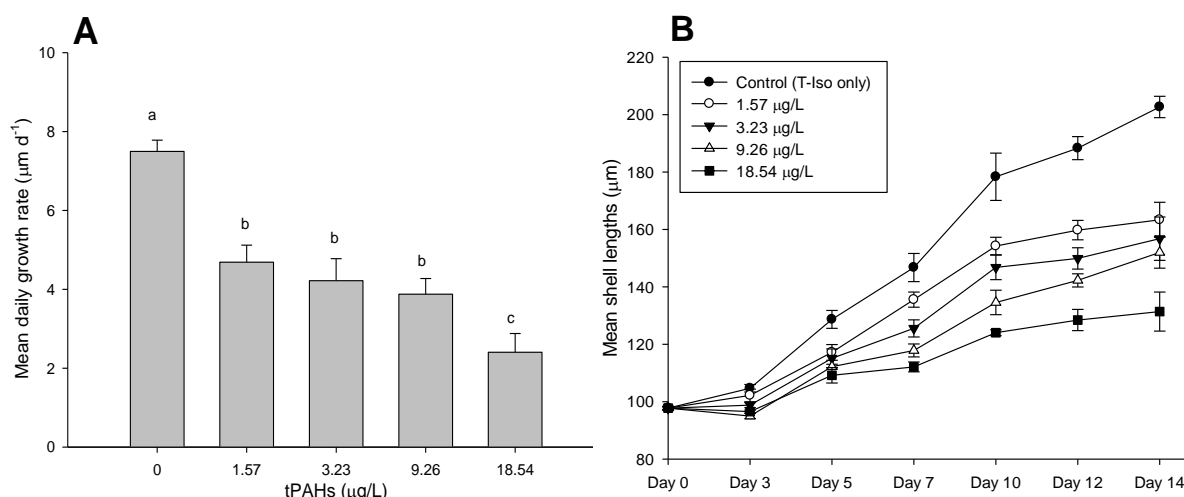 A
Mean daily growth rate (µm d⁻¹)
10
8
6
4
2
0
a
b
b
b
c
0 1.57 3.23 9.26 18.54
tPAHs (µg/L)
B
Mean shell lengths (µm)
220
200
180
160
140
120
100
80
Control (T-Iso only)
1.57 µg/L
3.23 µg/L
9.26 µg/L
18.54 µg/L
Day 0 Day 3 Day 5 Day 7 Day 10 Day 12 Day 14